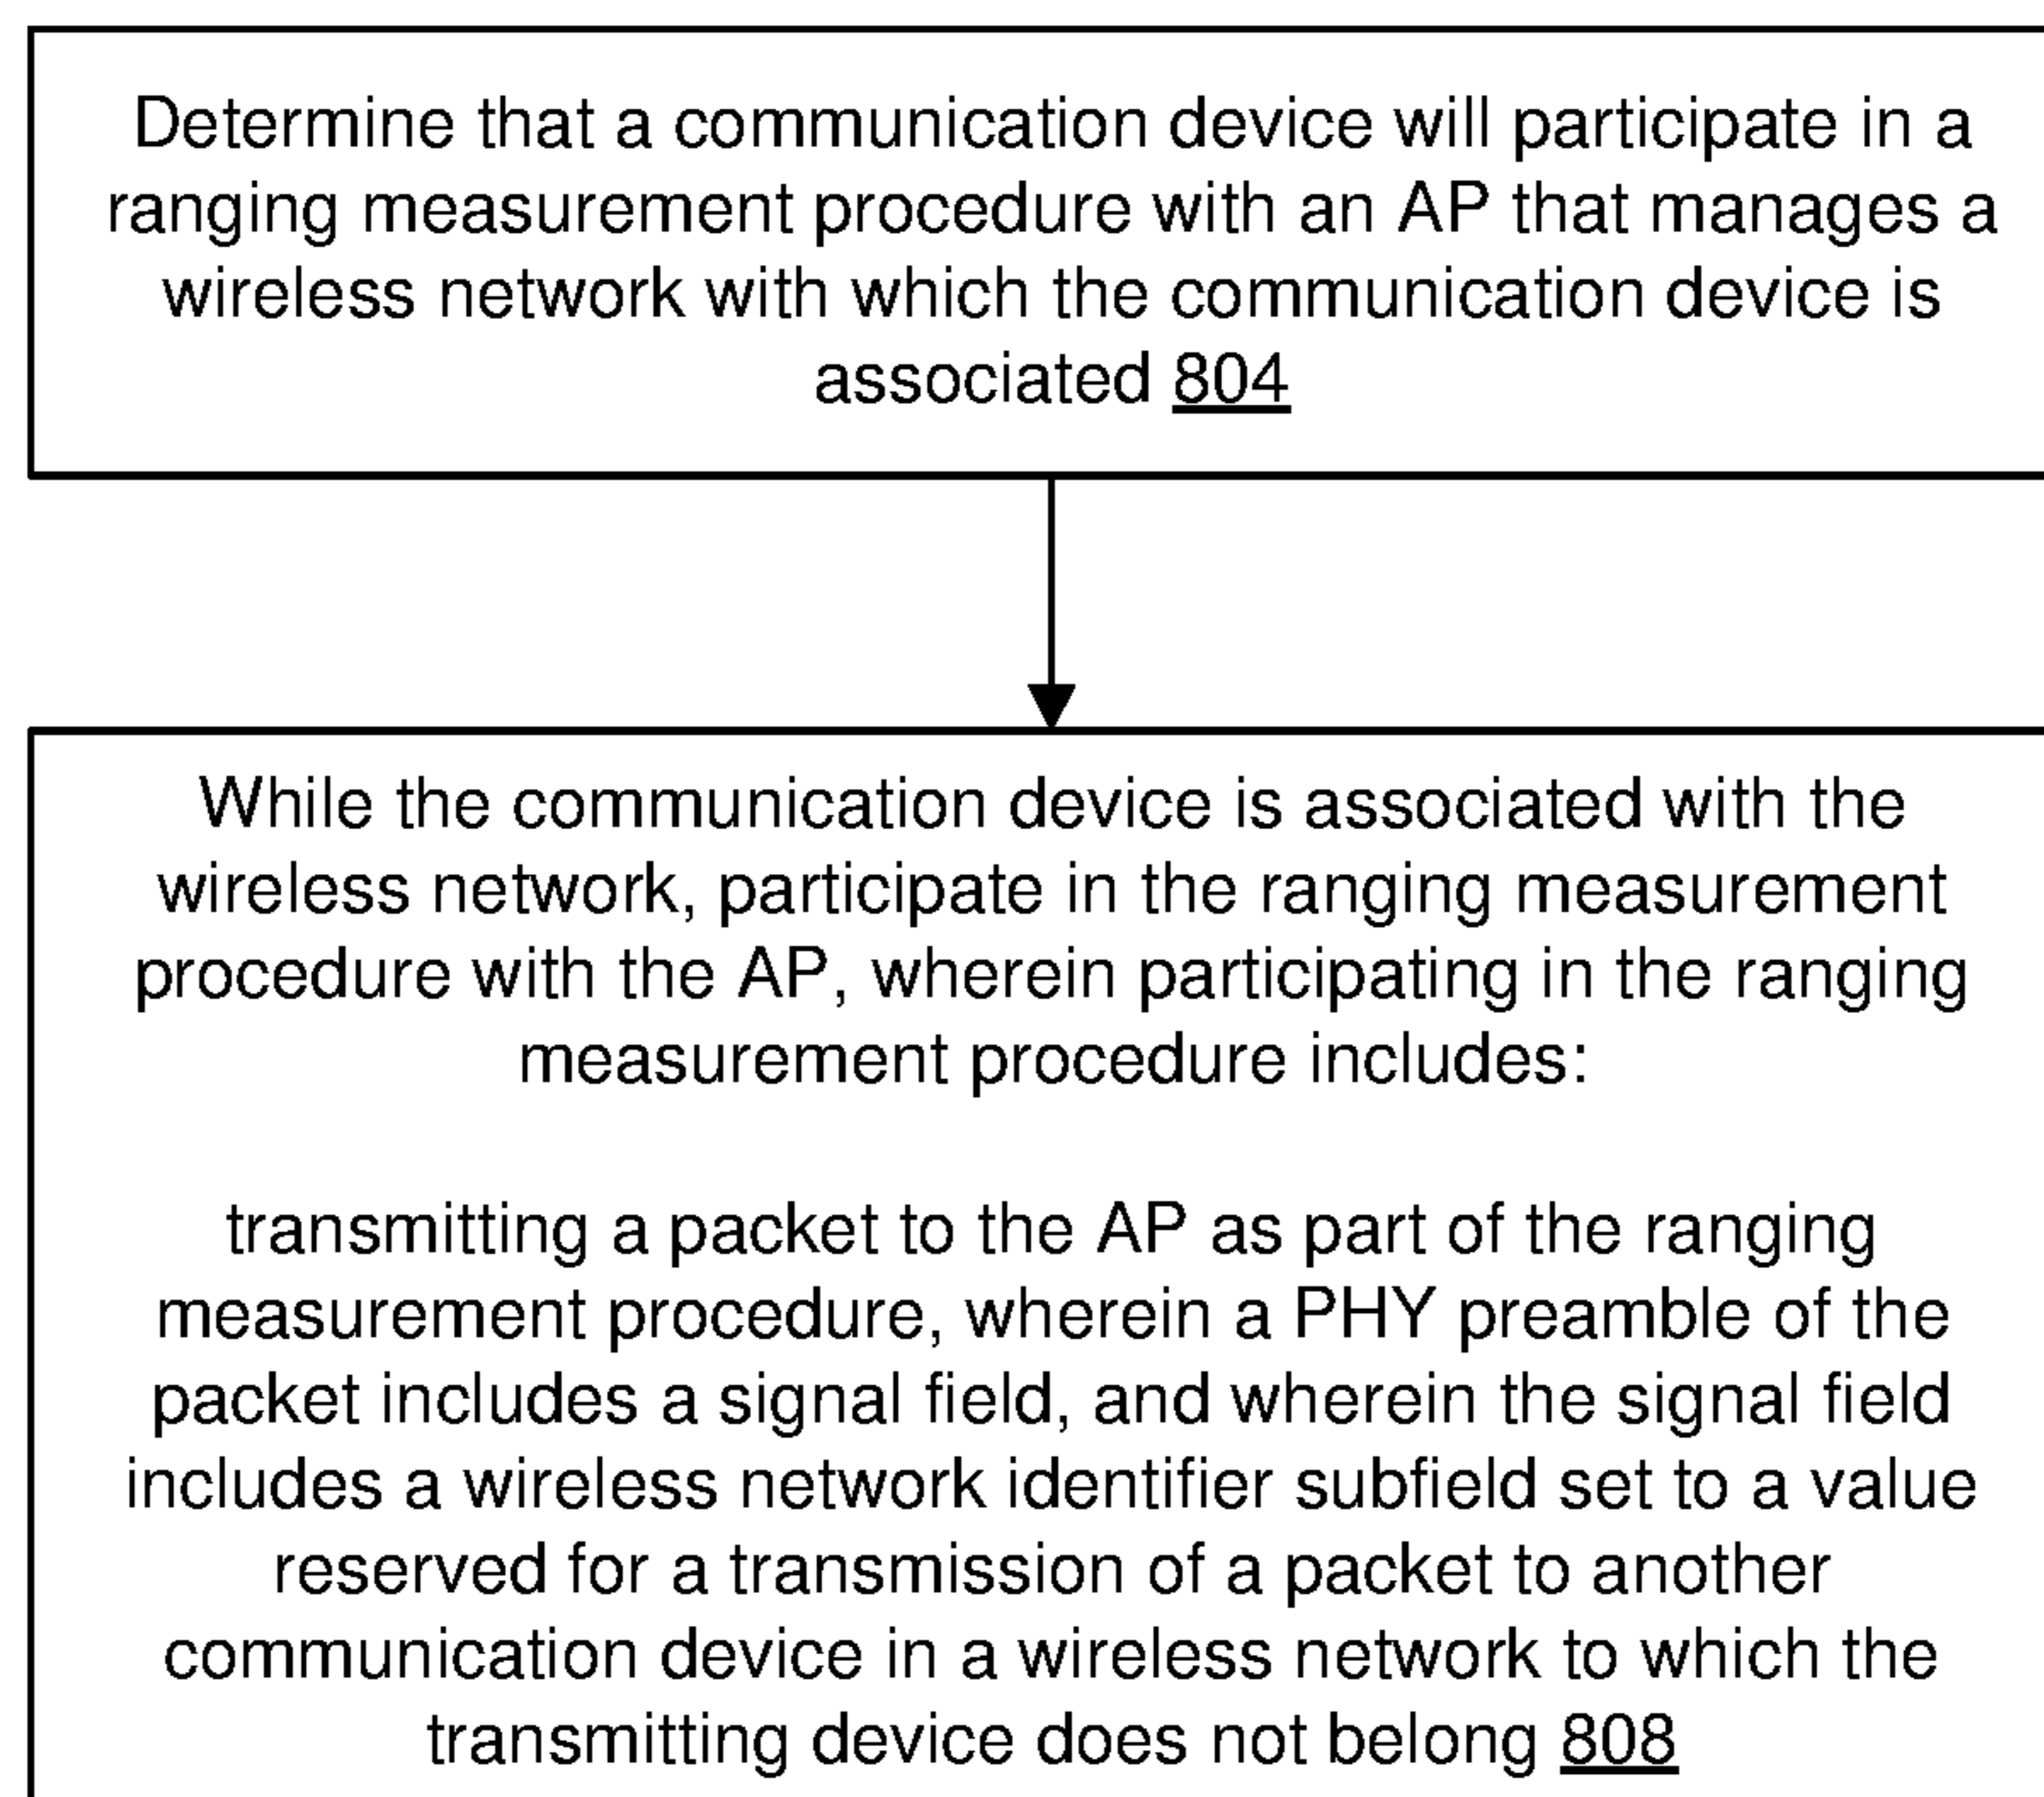 Determine that a communication device will participate in a
ranging measurement procedure with an AP that manages a
wireless network with which the communication device is
associated 804
While the communication device is associated with the
wireless network, participate in the ranging measurement
procedure with the AP, wherein participating in the ranging
measurement procedure includes:
transmitting a packet to the AP as part of the ranging
measurement procedure, wherein a PHY preamble of the
packet includes a signal field, and wherein the signal field
includes a wireless network identifier subfield set to a value
reserved for a transmission of a packet to another
communication device in a wireless network to which the
transmitting device does not belong 808